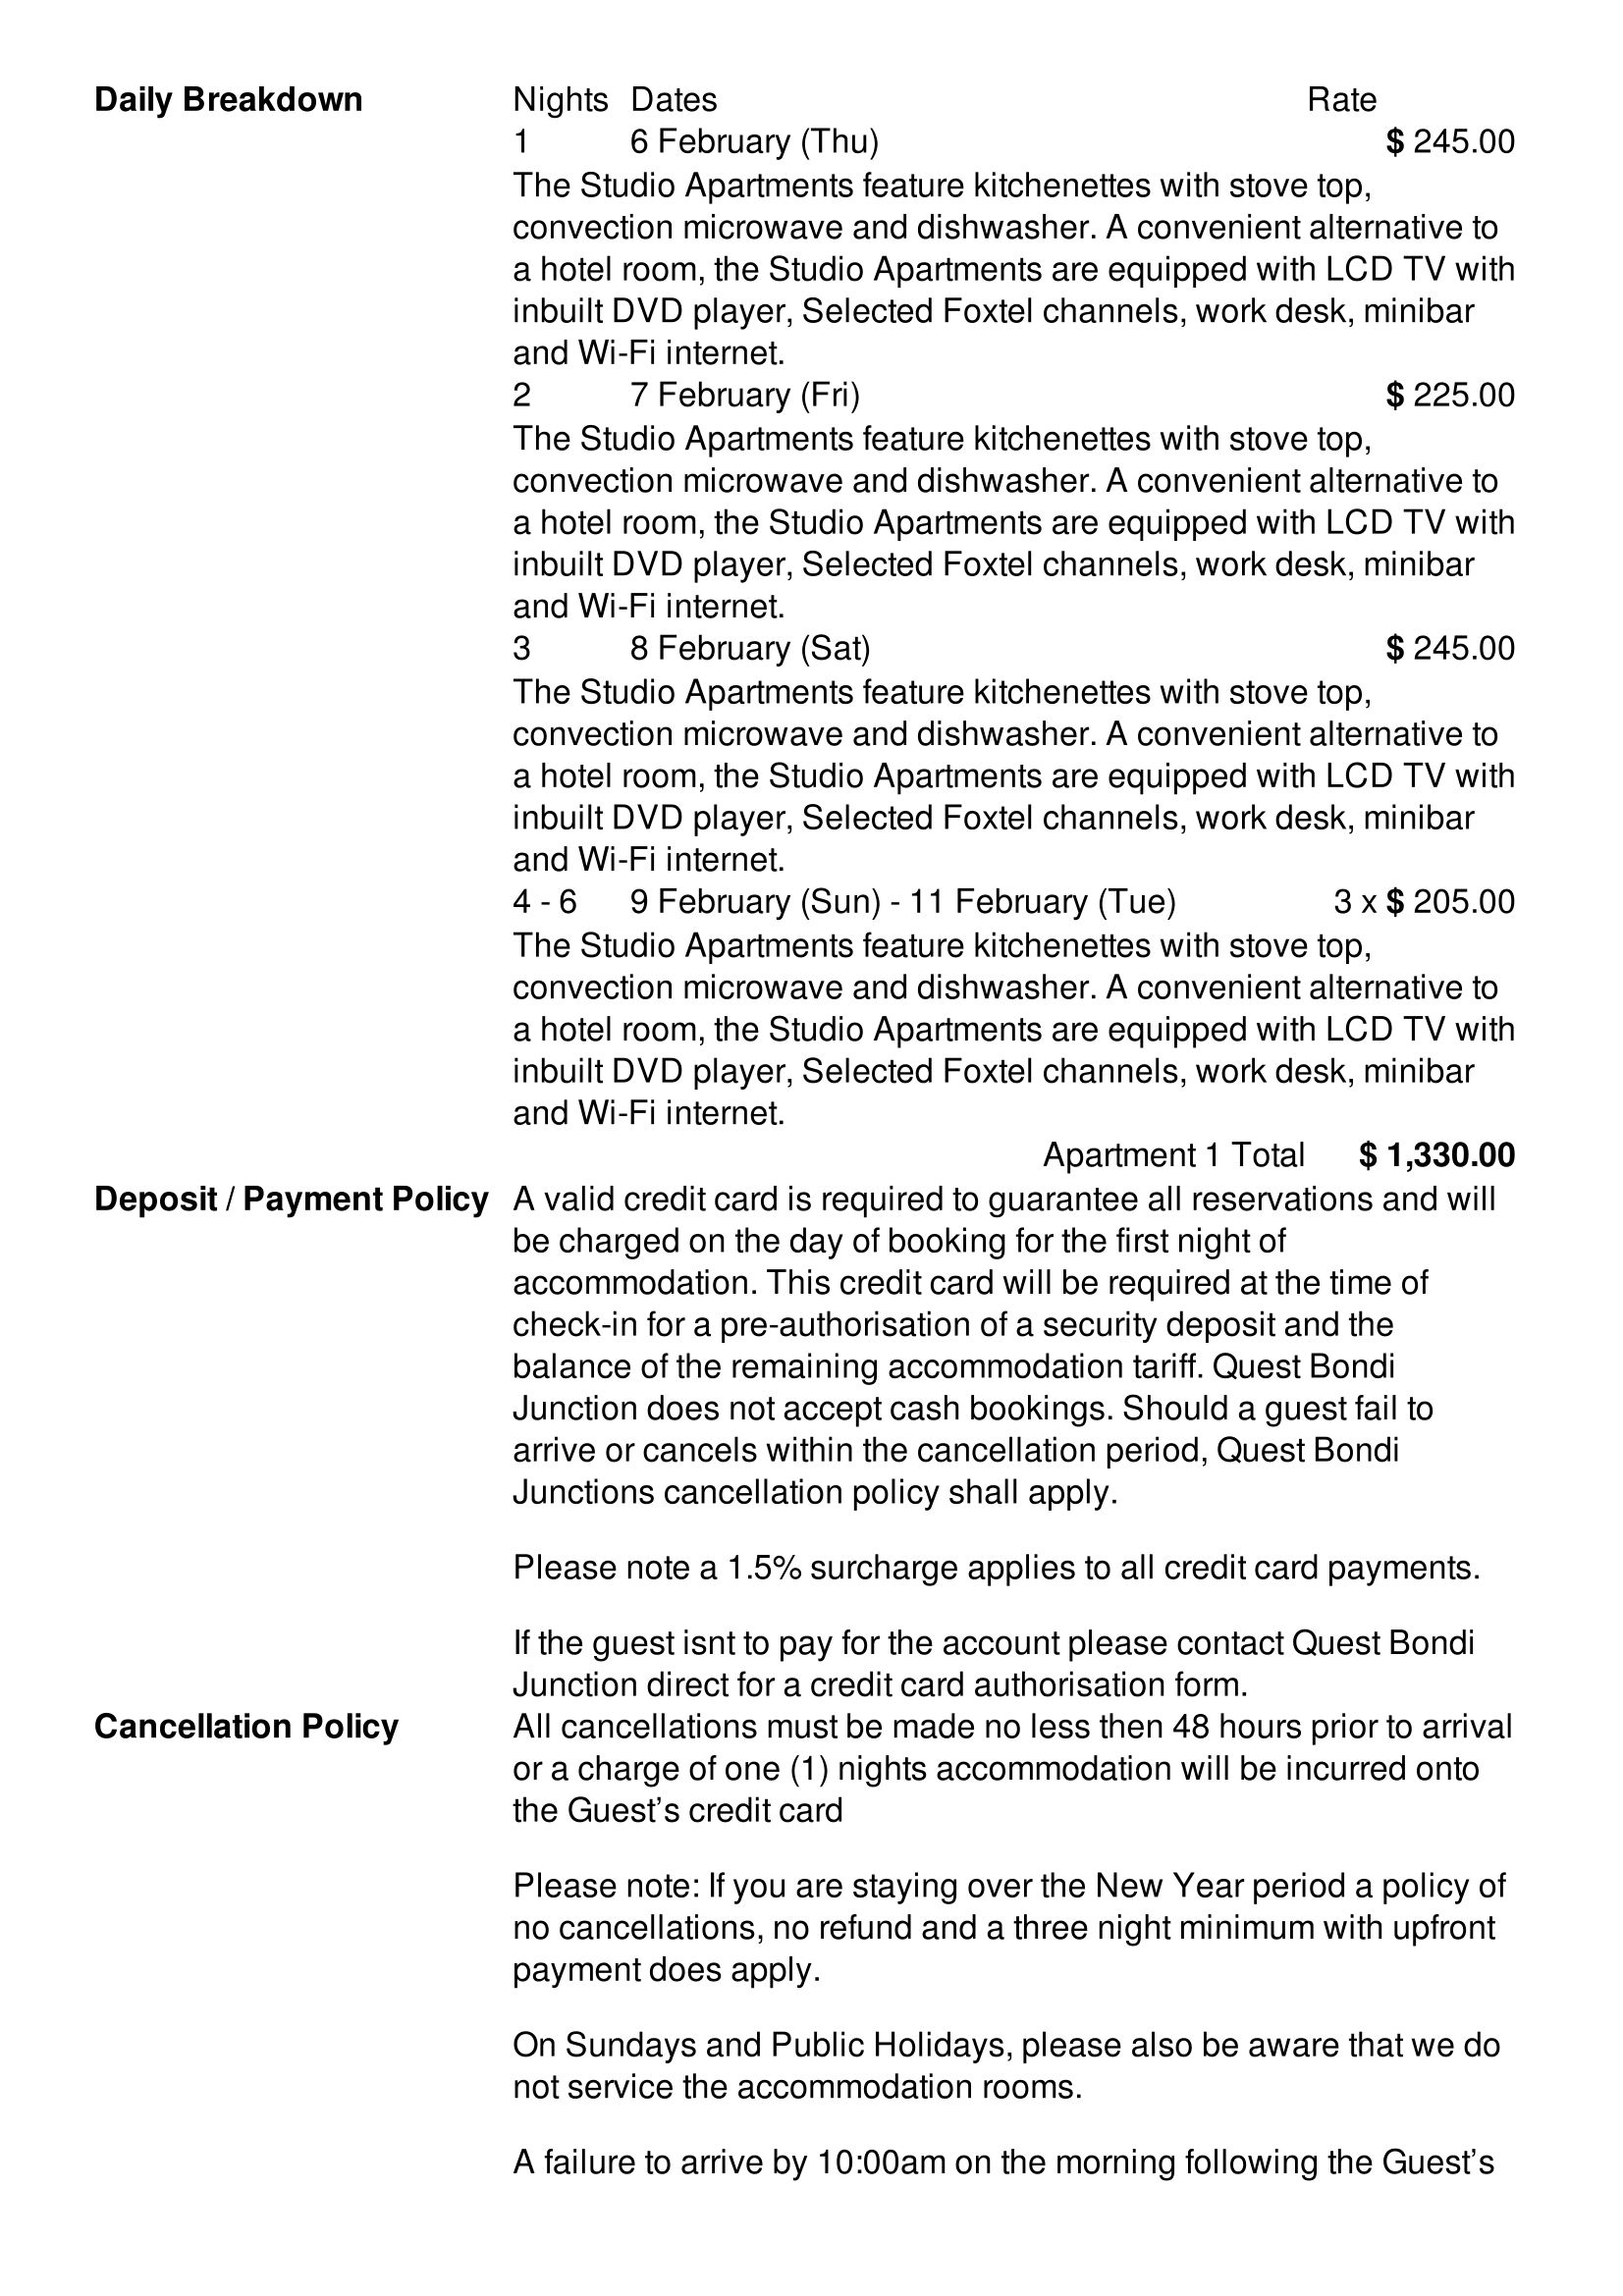 Daily Breakdown Nights Dates Rate
1 6 February (Thu) $ 245.00
The Studio Apartments feature kitchenettes with stove top,
convection microwave and dishwasher. A convenient alternative to
a hotel room, the Studio Apartments are equipped with LCD TV with
inbuilt DVD player, Selected Foxtel channels, work desk, minibar
and Wi-Fi internet.
2 7 February (Fri) $ 225.00
The Studio Apartments feature kitchenettes with stove top,
convection microwave and dishwasher. A convenient alternative to
a hotel room, the Studio Apartments are equipped with LCD TV with
inbuilt DVD player, Selected Foxtel channels, work desk, minibar
and Wi-Fi internet.
3 8 February (Sat) $ 245.00
The Studio Apartments feature kitchenettes with stove top,
convection microwave and dishwasher. A convenient alternative to
a hotel room, the Studio Apartments are equipped with LCD TV with
inbuilt DVD player, Selected Foxtel channels, work desk, minibar
and Wi-Fi internet.
4 - 6 9 February (Sun) - 11 February (Tue) 3 x $ 205.00
The Studio Apartments feature kitchenettes with stove top,
convection microwave and dishwasher. A convenient alternative to
a hotel room, the Studio Apartments are equipped with LCD TV with
inbuilt DVD player, Selected Foxtel channels, work desk, minibar
and Wi-Fi internet.
Apartment 1 Total $ 1,330.00
Deposit / Payment Policy A valid credit card is required to guarantee all reservations and will
be charged on the day of booking for the first night of
accommodation. This credit card will be required at the time of
check-in for a pre-authorisation of a security deposit and the
balance of the remaining accommodation tariff. Quest Bondi
Junction does not accept cash bookings. Should a guest fail to
arrive or cancels within the cancellation period, Quest Bondi
Junctions cancellation policy shall apply.
Please note a 1.5% surcharge applies to all credit card payments.
If the guest isnt to pay for the account please contact Quest Bondi
Junction direct for a credit card authorisation form.
Cancellation Policy All cancellations must be made no less then 48 hours prior to arrival
or a charge of one (1) nights accommodation will be incurred onto
the Guest’s credit card
Please note: If you are staying over the New Year period a policy of
no cancellations, no refund and a three night minimum with upfront
payment does apply.
On Sundays and Public Holidays, please also be aware that we do
not service the accommodation rooms.
A failure to arrive by 10:00am on the morning following the Guest’s